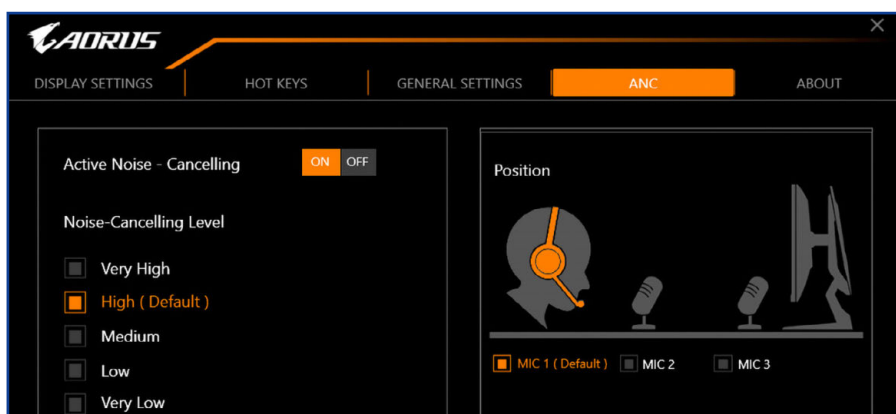 AORUS
DISPLAY SETTINGS HOT KEYS GENERAL SETTINGS ANC ABOUT
Active Noise - Cancelling ON OFF
Noise-Cancelling Level
Very High
High ( Default )
Medium
Low
Very Low
Position
MIC 1 ( Default ) MIC 2 MIC 3